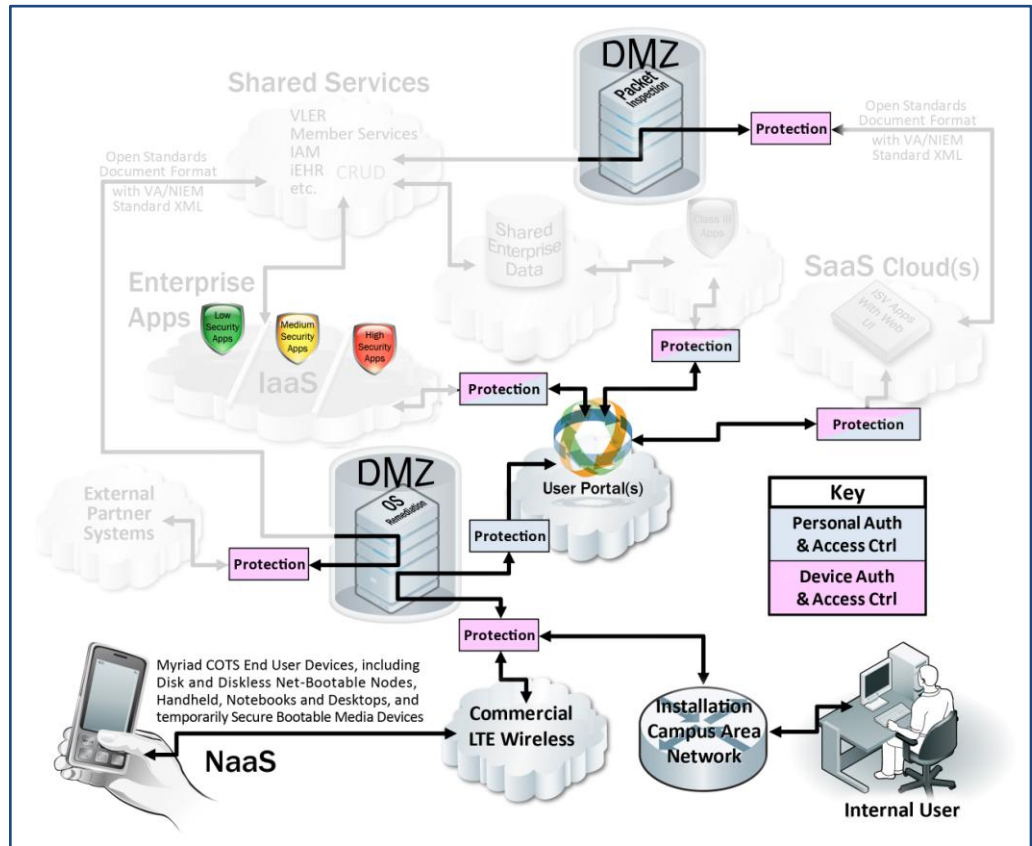 DMZ
Packet
Inspection
Protection
Open Standards
Document Format
with VA/NIEM
Standard XML
Shared Services
VLER
Member Services
IAM
iEHR
etc.
CRUD
Open Standards
Document Format
with VA/NIEM
Standard XML
Shared
Enterprise
Data
Class III
Apps
SaaS Cloud(s)
ISV Apps
With Web
UI
Enterprise
Apps
Low
Security
Apps
Medium
Security
Apps
High
Security
Apps
IaaS
Protection
Protection
Protection
User Portal(s)
DMZ
OS
Remediation
Protection
External
Partner
Systems
Protection
Key
Personal Auth
& Access Ctrl
Device Auth
& Access Ctrl
Protection
Myriad COTS End User Devices, including
Disk and Diskless Net-Bootable Nodes,
Handheld, Notebooks and Desktops, and
temporarily Secure Bootable Media Devices
NaaS
Commercial
LTE Wireless
Installation
Campus Area
Network
Internal User